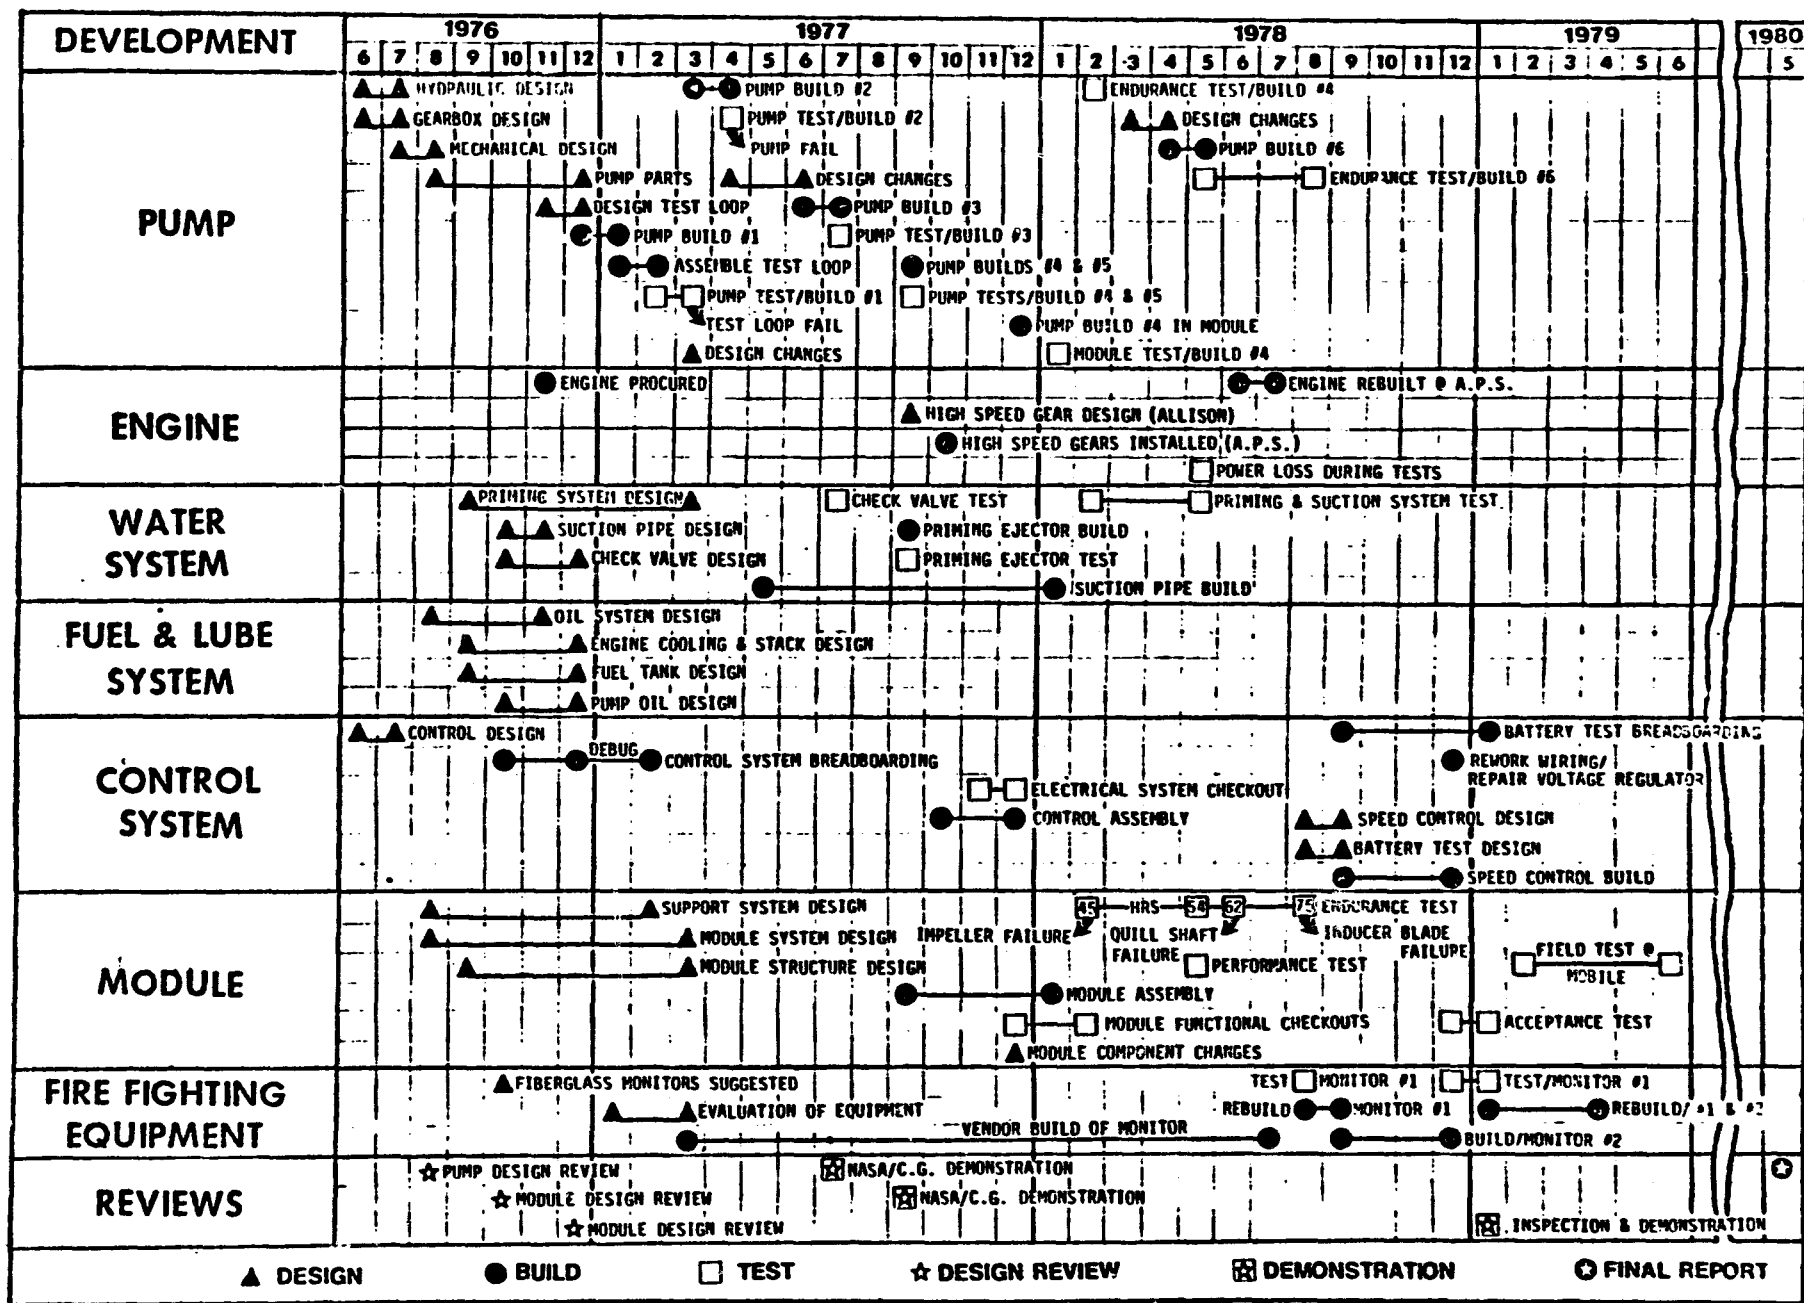 DEVELOPMENT
1976 1977 1978 1979 1980
6 7 8 9 10 11 12 1 2 3 4 5 6 7 8 9 10 11 12 1 2 3 4 5 6 7 8 9 10 11 12 1 2 3 4 5 6 5
PUMP
HYDRAULIC DESIGN PUMP BUILD #2 ENDURANCE TEST/BUILD #4
GEARBOX DESIGN PUMP TEST/BUILD #2 DESIGN CHANGES
MECHANICAL DESIGN PUMP FAIL PUMP BUILD #6
PUMP PARTS DESIGN CHANGES ENDURANCE TEST/BUILD #6
DESIGN TEST LOOP PUMP BUILD #3
PUMP BUILD #1 PUMP TEST/BUILD #3
ASSEMBLE TEST LOOP PUMP BUILDS #4 & #5
PUMP TEST/BUILD #1 PUMP TESTS/BUILD #4 & #5
TEST LOOP FAIL PUMP BUILD #4 IN MODULE
DESIGN CHANGES MODULE TEST/BUILD #4
ENGINE
ENGINE PROCURED ENGINE REBUILT @ A.P.S.
HIGH SPEED GEAR DESIGN (ALLISON)
HIGH SPEED GEARS INSTALLED (A.P.S.)
POWER LOSS DURING TESTS
WATER
SYSTEM
PRIMING SYSTEM DESIGN CHECK VALVE TEST PRIMING & SUCTION SYSTEM TEST
SUCTION PIPE DESIGN PRIMING EJECTOR BUILD
CHECK VALVE DESIGN PRIMING EJECTOR TEST
SUCTION PIPE BUILD
FUEL & LUBE
SYSTEM
OIL SYSTEM DESIGN
ENGINE COOLING & STACK DESIGN
FUEL TANK DESIGN
PUMP OIL DESIGN
CONTROL
SYSTEM
CONTROL DESIGN BATTERY TEST BREADBOARDING
DEBUG CONTROL SYSTEM BREADBOARDING REWORK WIRING/
REPAIR VOLTAGE REGULATOR
ELECTRICAL SYSTEM CHECKOUT
CONTROL ASSEMBLY SPEED CONTROL DESIGN
BATTERY TEST DESIGN
SPEED CONTROL BUILD
MODULE
SUPPORT SYSTEM DESIGN 45 HRS 54 62 75 ENDURANCE TEST
MODULE SYSTEM DESIGN IMPELLER FAILURE QUILL SHAFT FAILURE INDUCER BLADE FAILURE
MODULE STRUCTURE DESIGN PERFORMANCE TEST FIELD TEST @ MOBILE
MODULE ASSEMBLY
MODULE FUNCTIONAL CHECKOUTS ACCEPTANCE TEST
MODULE COMPONENT CHANGES
FIRE FIGHTING
EQUIPMENT
FIBERGLASS MONITORS SUGGESTED TEST MONITOR #1 TEST/MONITOR #1
EVALUATION OF EQUIPMENT REBUILD MONITOR #1 REBUILD/ #1 & #2
VENDOR BUILD OF MONITOR BUILD/MONITOR #2
REVIEWS
PUMP DESIGN REVIEW NASA/C.G. DEMONSTRATION
MODULE DESIGN REVIEW NASA/C.G. DEMONSTRATION
MODULE DESIGN REVIEW INSPECTION & DEMONSTRATION
DESIGN BUILD TEST DESIGN REVIEW DEMONSTRATION FINAL REPORT